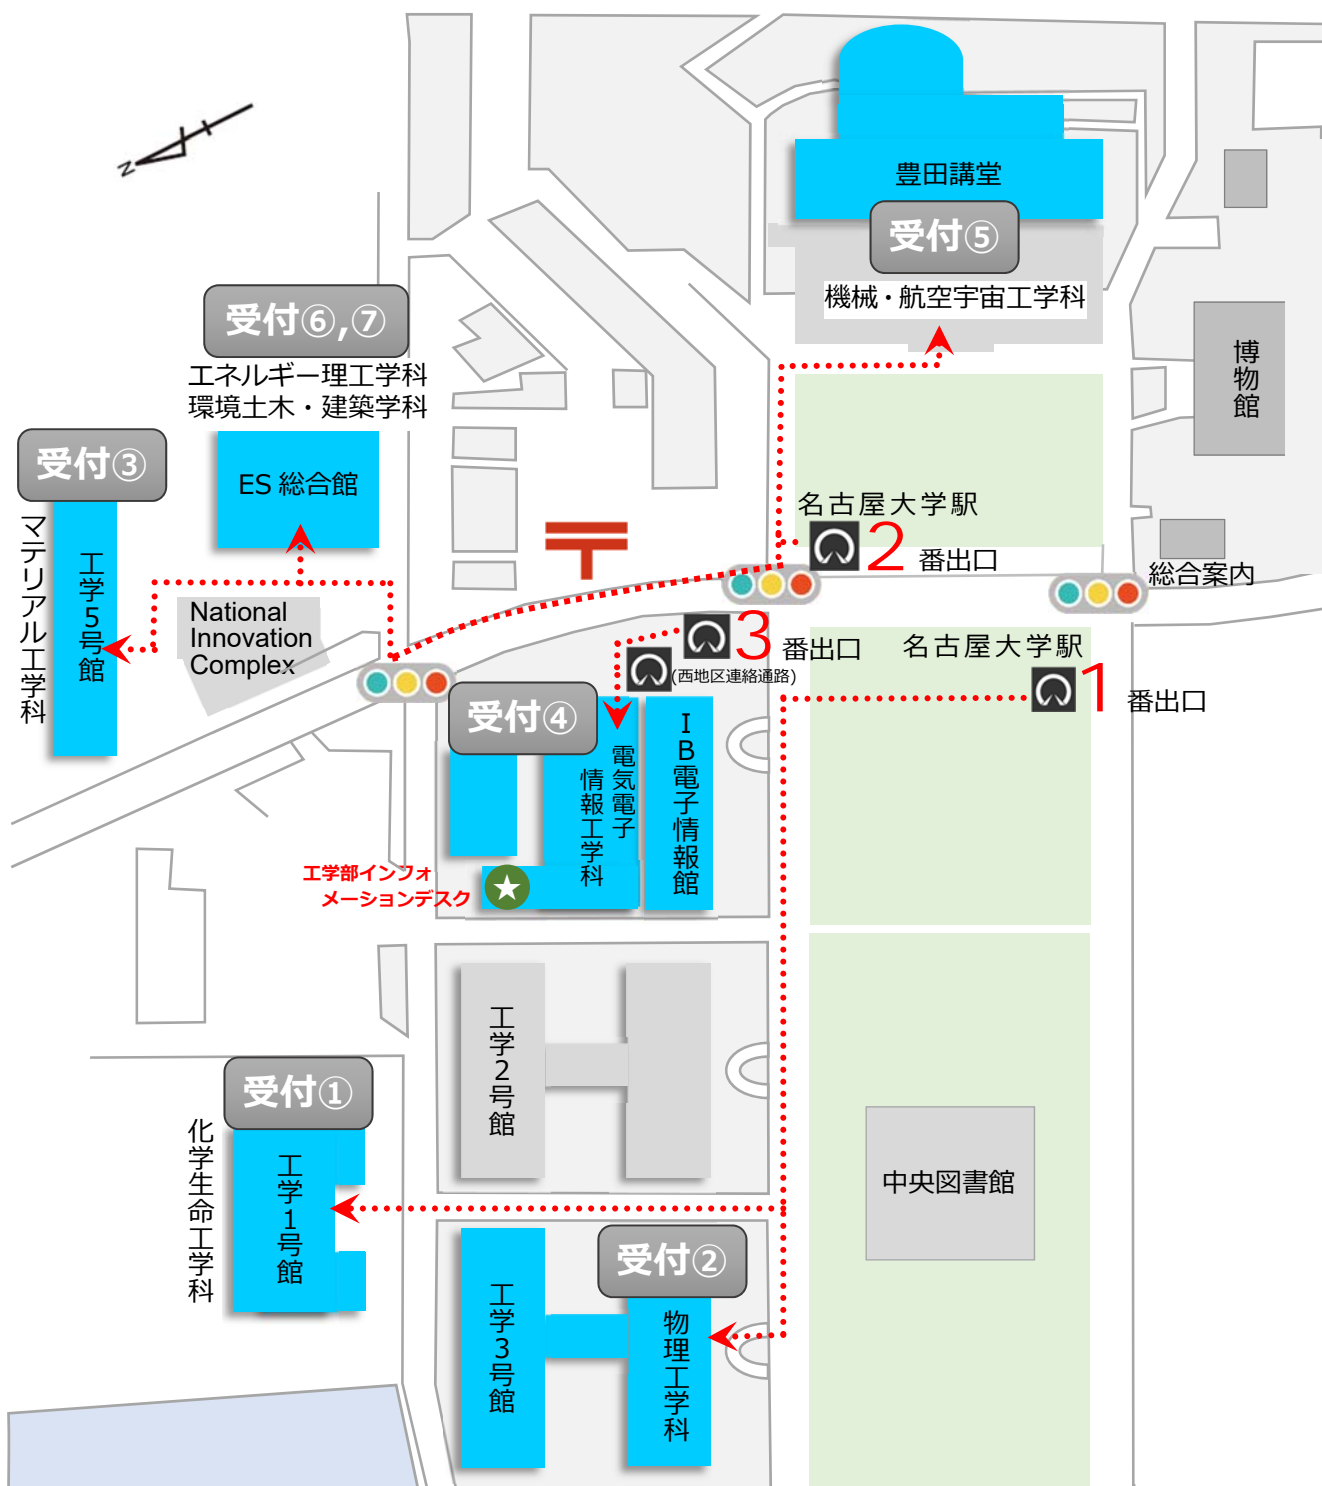 N
豊田講堂
受付⑤
機械・航空宇宙工学科
受付⑥,⑦
エネルギー理工学科
環境土木・建築学科
ES 総合館
博物館
受付③
マテリアル工学科
工学5号館
名古屋大学駅
2 番出口
総合案内
National
Innovation
Complex
3 番出口
(西地区連絡通路)
名古屋大学駅
1 番出口
受付④
電気電子
情報工学科
IB電子情報館
工学部インフォ
メーションデスク
工学2号館
受付①
化学生命工学科
工学1号館
中央図書館
受付②
工学3号館
物理工学科